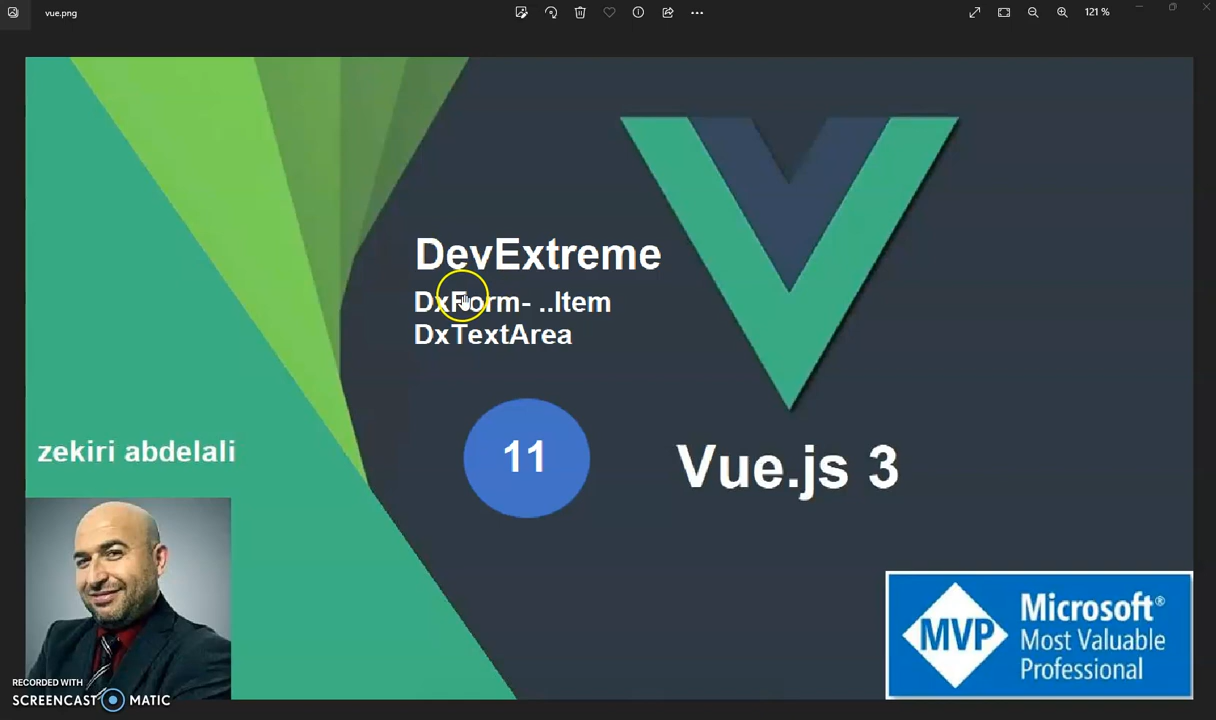 vue.png
121 %
DevExtreme
DxForm- ..Item
DxTextArea
11
Vue.js 3
zekiri abdelali
MVP
Microsoft®
Most Valuable
Professional
RECORDED WITH
SCREENCAST MATIC